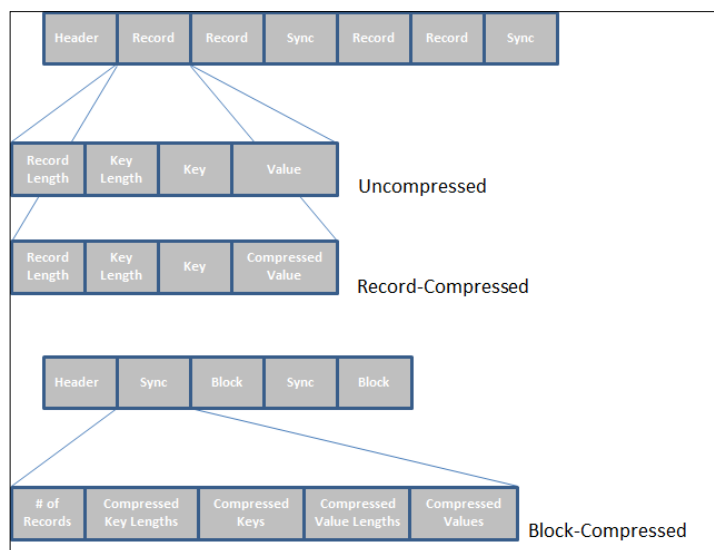 Header Record Record Sync Record Record Sync
Record Key Key Value
Length Length
Uncompressed
Record Key Key Compressed
Length Length Value
Record-Compressed
Header Sync Block Sync Block
# of Compressed Compressed Compressed Compressed
Records Key Lengths Keys Value Lengths Values
Block-Compressed